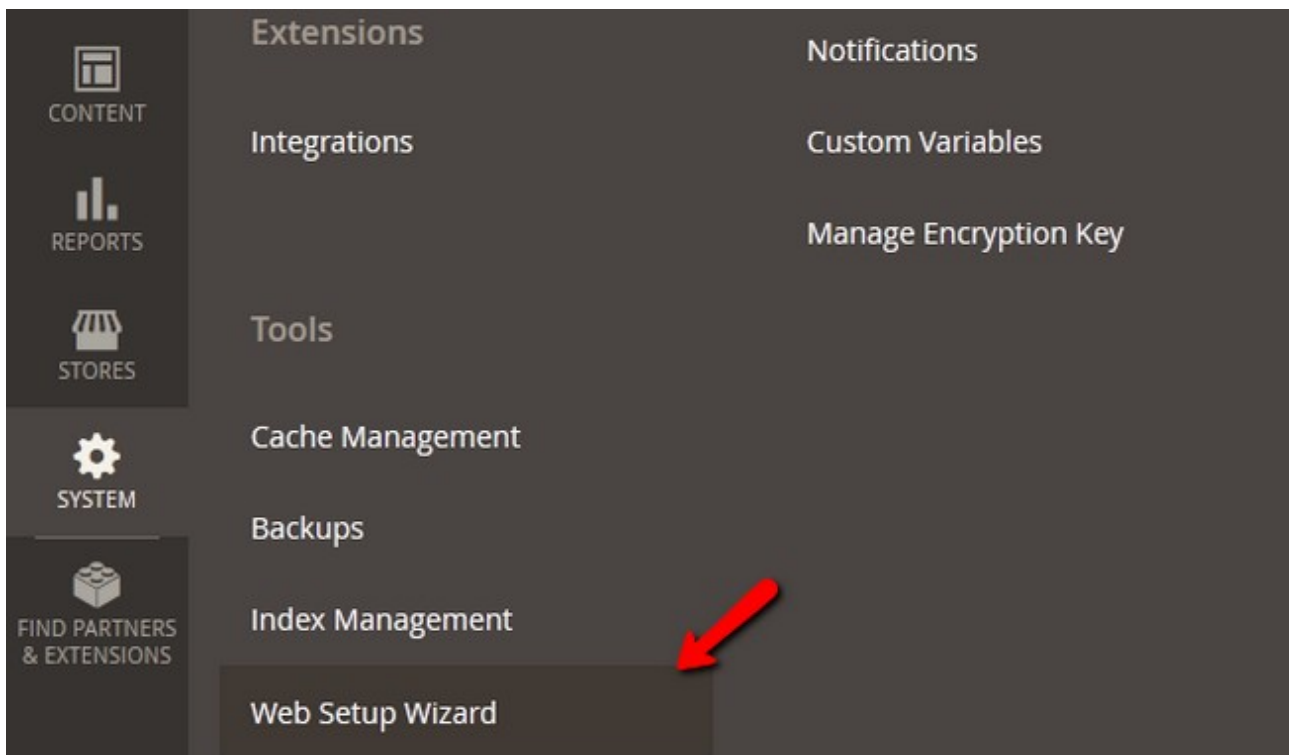 CONTENT
REPORTS
STORES
SYSTEM
FIND PARTNERS
& EXTENSIONS
Extensions
Integrations
Tools
Cache Management
Backups
Index Management
Web Setup Wizard
Notifications
Custom Variables
Manage Encryption Key